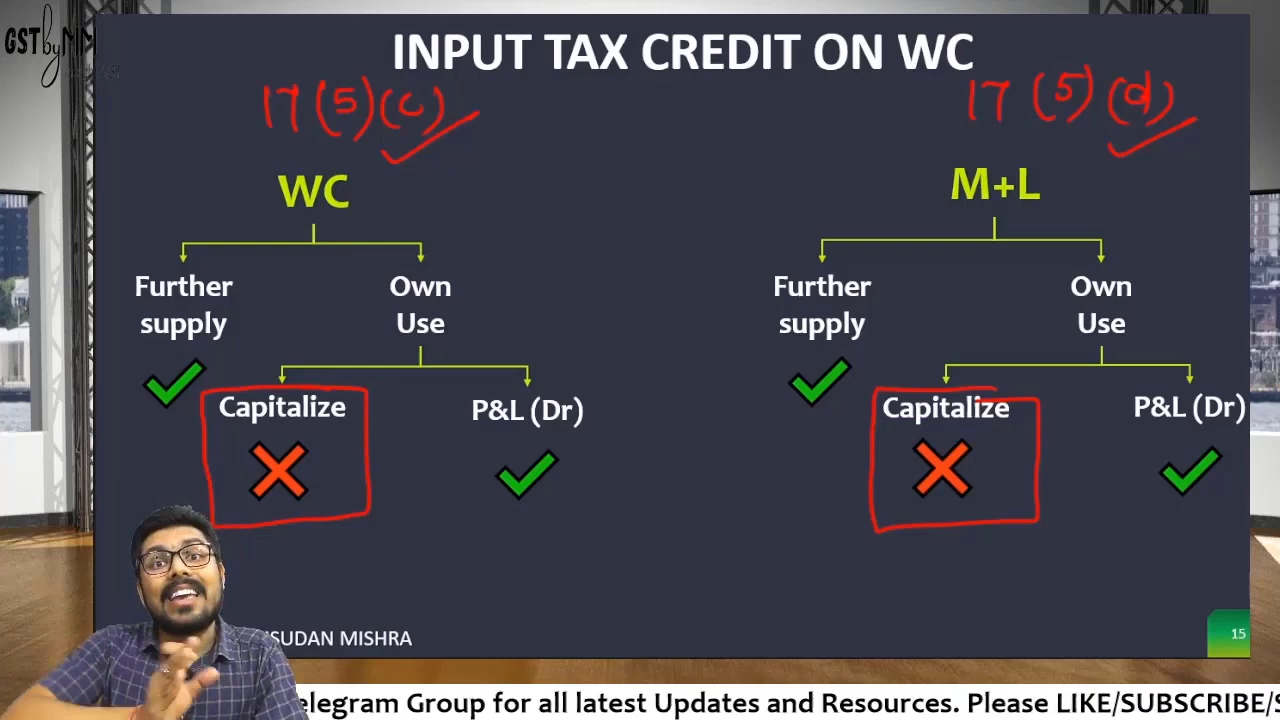 GSTbyMM
INPUT TAX CREDIT ON WC
17 (5)(c)
17 (5)(d)
WC
M+L
Further
supply
Own
Use
Further
supply
Own
Use
Capitalize
P&L (Dr)
Capitalize
P&L (Dr)
SUDAN MISHRA
15
elegram Group for all latest Updates and Resources. Please LIKE/SUBSCRIBE/S